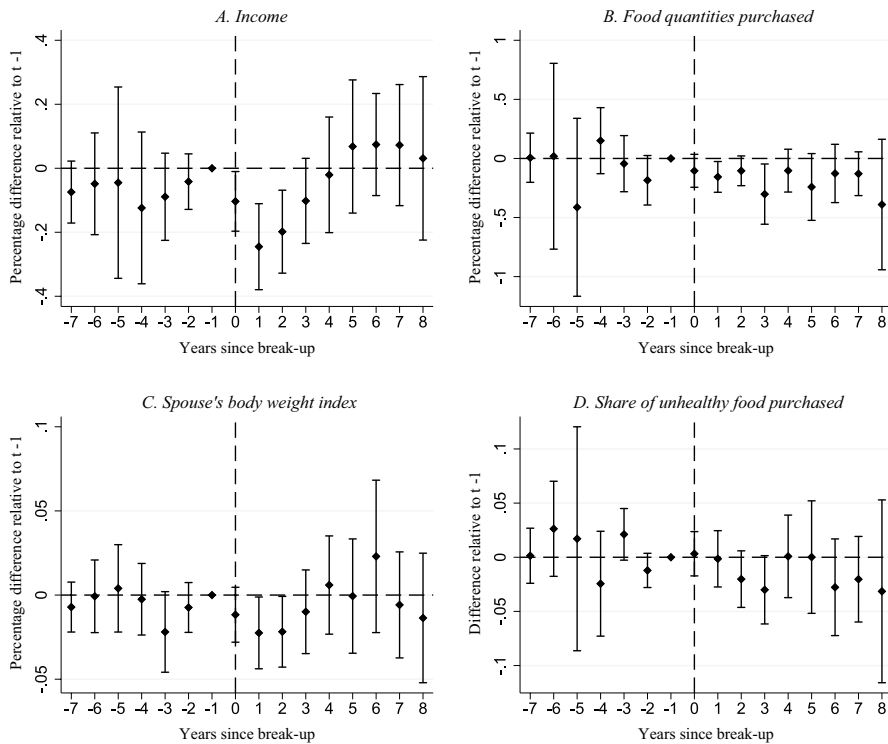 A. Income
Percentage difference relative to t -1
.4
.2
0
-.2
-.4
-7 -6 -5 -4 -3 -2 -1 0 1 2 3 4 5 6 7 8
Years since break-up
B. Food quantities purchased
Percentage difference relative to t -1
1
.5
0
-.5
-1
-7 -6 -5 -4 -3 -2 -1 0 1 2 3 4 5 6 7 8
Years since break-up
C. Spouse's body weight index
Percentage difference relative to t -1
.1
.05
0
-.05
-7 -6 -5 -4 -3 -2 -1 0 1 2 3 4 5 6 7 8
Years since break-up
D. Share of unhealthy food purchased
Difference relative to t -1
.1
.05
0
-.05
-.1
-7 -6 -5 -4 -3 -2 -1 0 1 2 3 4 5 6 7 8
Years since break-up